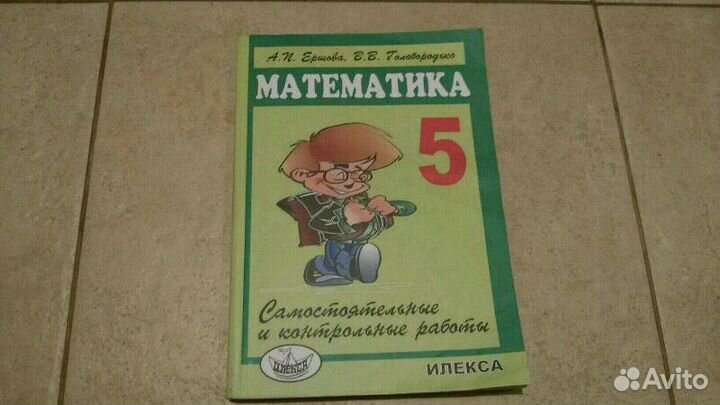 А.П. Ершова, В.В. Голобородько
МАТЕМАТИКА
5
Самостоятельные
и контрольные работы
ИЛЕКСА
ИЛЕКСА
Avito